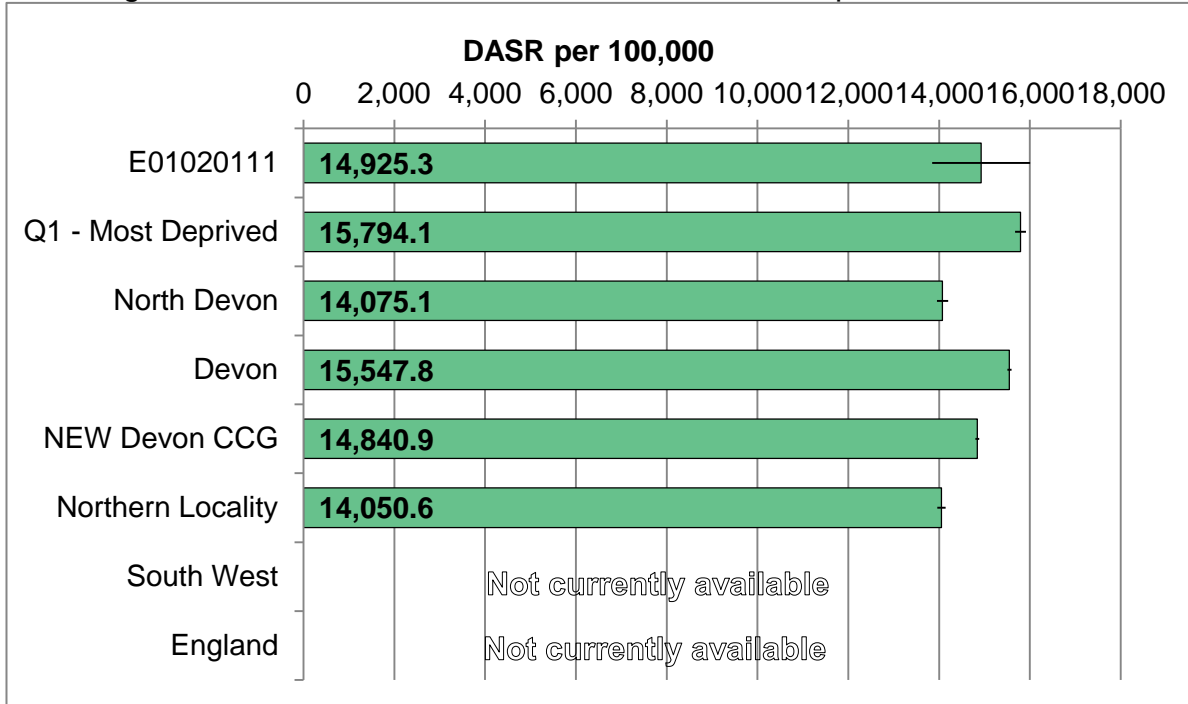 DASR per 100,000
0 2,000 4,000 6,000 8,000 10,000 12,000 14,000 16,000 18,000
E01020111 14,925.3
Q1 - Most Deprived 15,794.1
North Devon 14,075.1
Devon 15,547.8
NEW Devon CCG 14,840.9
Northern Locality 14,050.6
South West Not currently available
England Not currently available